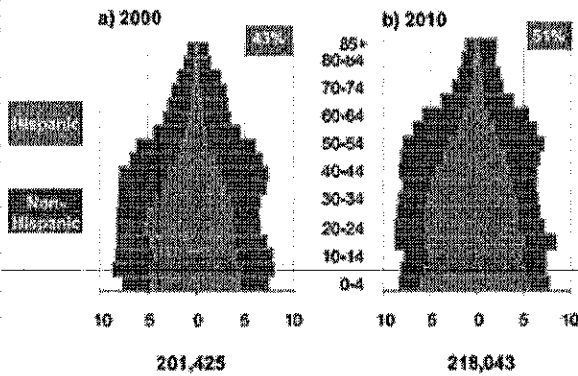 a) 2000
43%
b) 2010
51%
Hispanic
Non-
Hispanic
85+
80-84
70-74
60-64
50-54
40-44
30-34
20-24
10-14
0-4
10 5 0 5 10
10 5 0 5 10
201,425
218,043